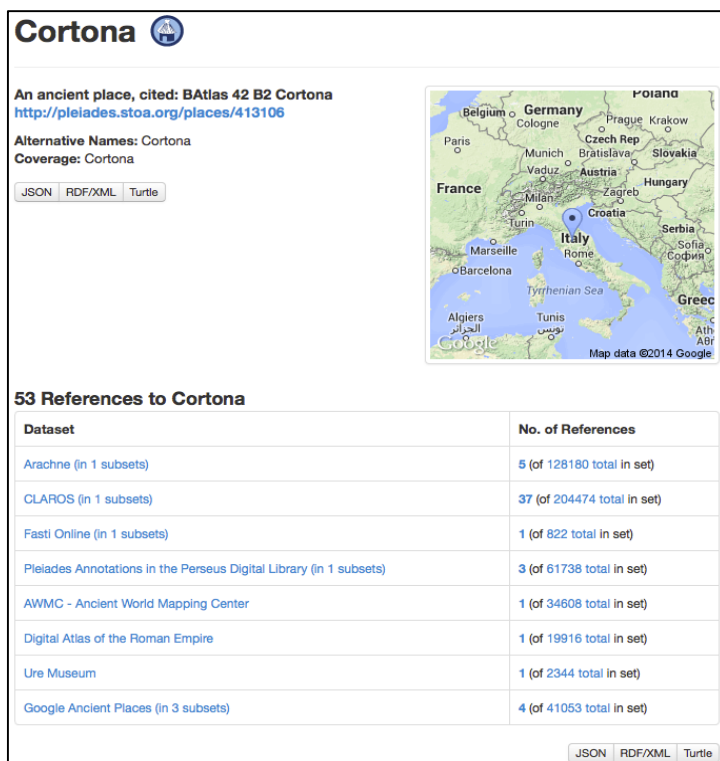 Cortona
An ancient place, cited: BAtlas 42 B2 Cortona
http://pleiades.stoa.org/places/413106
Alternative Names: Cortona
Coverage: Cortona
JSON RDF/XML Turtle
Poland
Belgium
Germany
Cologne
Prague
Krakow
Paris
Czech Rep
Munich
Bratislava
Slovakia
Vaduz
Austria
Hungary
France
Milan
Zagreb
Turin
Croatia
Serbia
Marseille
Italy
Sofia
София
Rome
Barcelona
Tyrrhenian Sea
Greec
Algiers
الجزائر
Tunis
تونس
Ath
Αθη
Google
Map data ©2014 Google
53 References to Cortona
Dataset No. of References
Arachne (in 1 subsets) 5 (of 128180 total in set)
CLAROS (in 1 subsets) 37 (of 204474 total in set)
Fasti Online (in 1 subsets) 1 (of 822 total in set)
Pleiades Annotations in the Perseus Digital Library (in 1 subsets) 3 (of 61738 total in set)
AWMC - Ancient World Mapping Center 1 (of 34608 total in set)
Digital Atlas of the Roman Empire 1 (of 19916 total in set)
Ure Museum 1 (of 2344 total in set)
Google Ancient Places (in 3 subsets) 4 (of 41053 total in set)
JSON RDF/XML Turtle